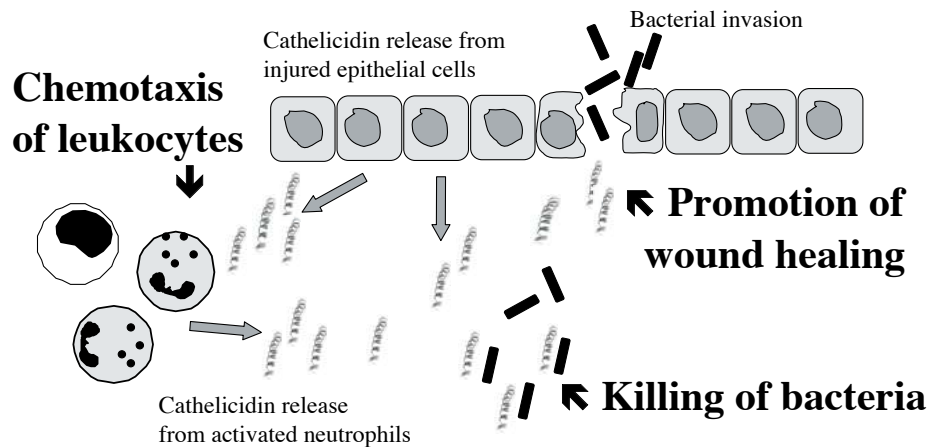 Bacterial invasion
Cathelicidin release from
injured epithelial cells
Chemotaxis
of leukocytes
Promotion of
wound healing
Killing of bacteria
Cathelicidin release
from activated neutrophils